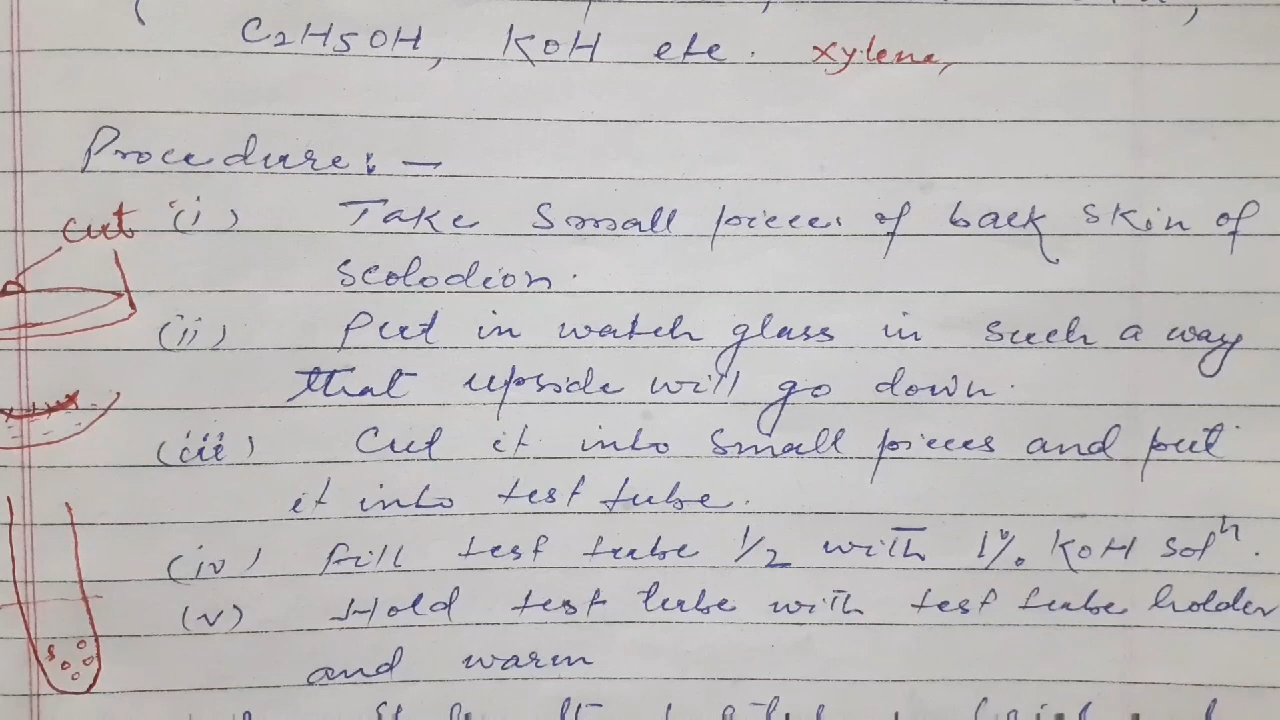 C2H5OH, KOH etc. xylene,
Procedure: —
cut (i) Take small pieces of back skin of
scolodion.
(ii) Put in watch glass in such a way
that upside will go down.
(iii) Cut it into small pieces and put
it into test tube.
(iv) fill test tube 1/2 with 1% KOH solⁿ.
(v) Hold test tube with test tube holder
and warm